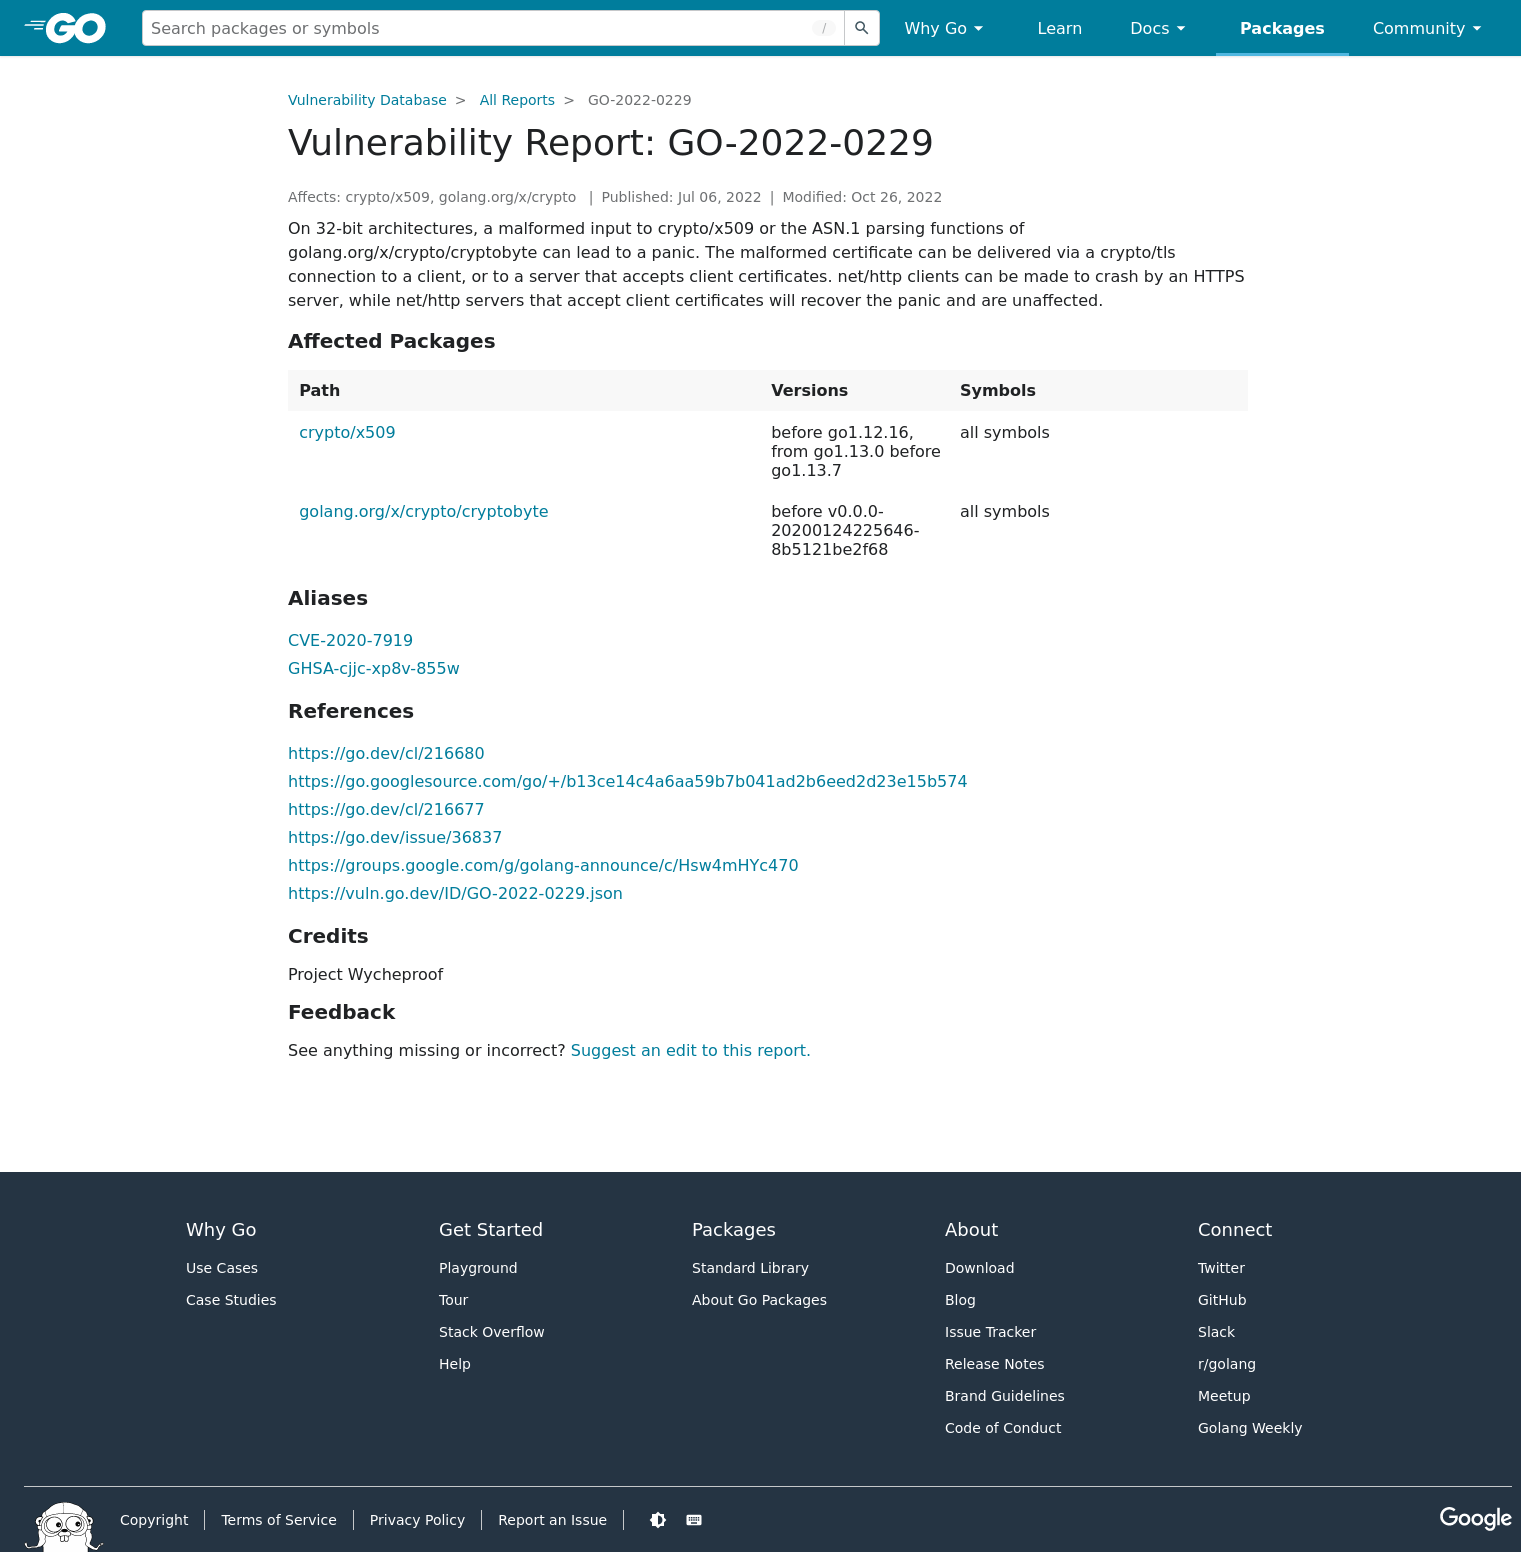 GO
Search packages or symbols
/
Why Go
Learn
Docs
Packages
Community
Vulnerability Database > All Reports > GO-2022-0229
Vulnerability Report: GO-2022-0229
Affects: crypto/x509, golang.org/x/crypto | Published: Jul 06, 2022 | Modified: Oct 26, 2022
On 32-bit architectures, a malformed input to crypto/x509 or the ASN.1 parsing functions of
golang.org/x/crypto/cryptobyte can lead to a panic. The malformed certificate can be delivered via a crypto/tls
connection to a client, or to a server that accepts client certificates. net/http clients can be made to crash by an HTTPS
server, while net/http servers that accept client certificates will recover the panic and are unaffected.
Affected Packages
Path Versions Symbols
crypto/x509
before go1.12.16,
from go1.13.0 before
go1.13.7
all symbols
golang.org/x/crypto/cryptobyte
before v0.0.0-
20200124225646-
8b5121be2f68
all symbols
Aliases
CVE-2020-7919
GHSA-cjjc-xp8v-855w
References
https://go.dev/cl/216680
https://go.googlesource.com/go/+/b13ce14c4a6aa59b7b041ad2b6eed2d23e15b574
https://go.dev/cl/216677
https://go.dev/issue/36837
https://groups.google.com/g/golang-announce/c/Hsw4mHYc470
https://vuln.go.dev/ID/GO-2022-0229.json
Credits
Project Wycheproof
Feedback
See anything missing or incorrect? Suggest an edit to this report.
Why Go
Use Cases
Case Studies
Get Started
Playground
Tour
Stack Overflow
Help
Packages
Standard Library
About Go Packages
About
Download
Blog
Issue Tracker
Release Notes
Brand Guidelines
Code of Conduct
Connect
Twitter
GitHub
Slack
r/golang
Meetup
Golang Weekly
Copyright
Terms of Service
Privacy Policy
Report an Issue
Google